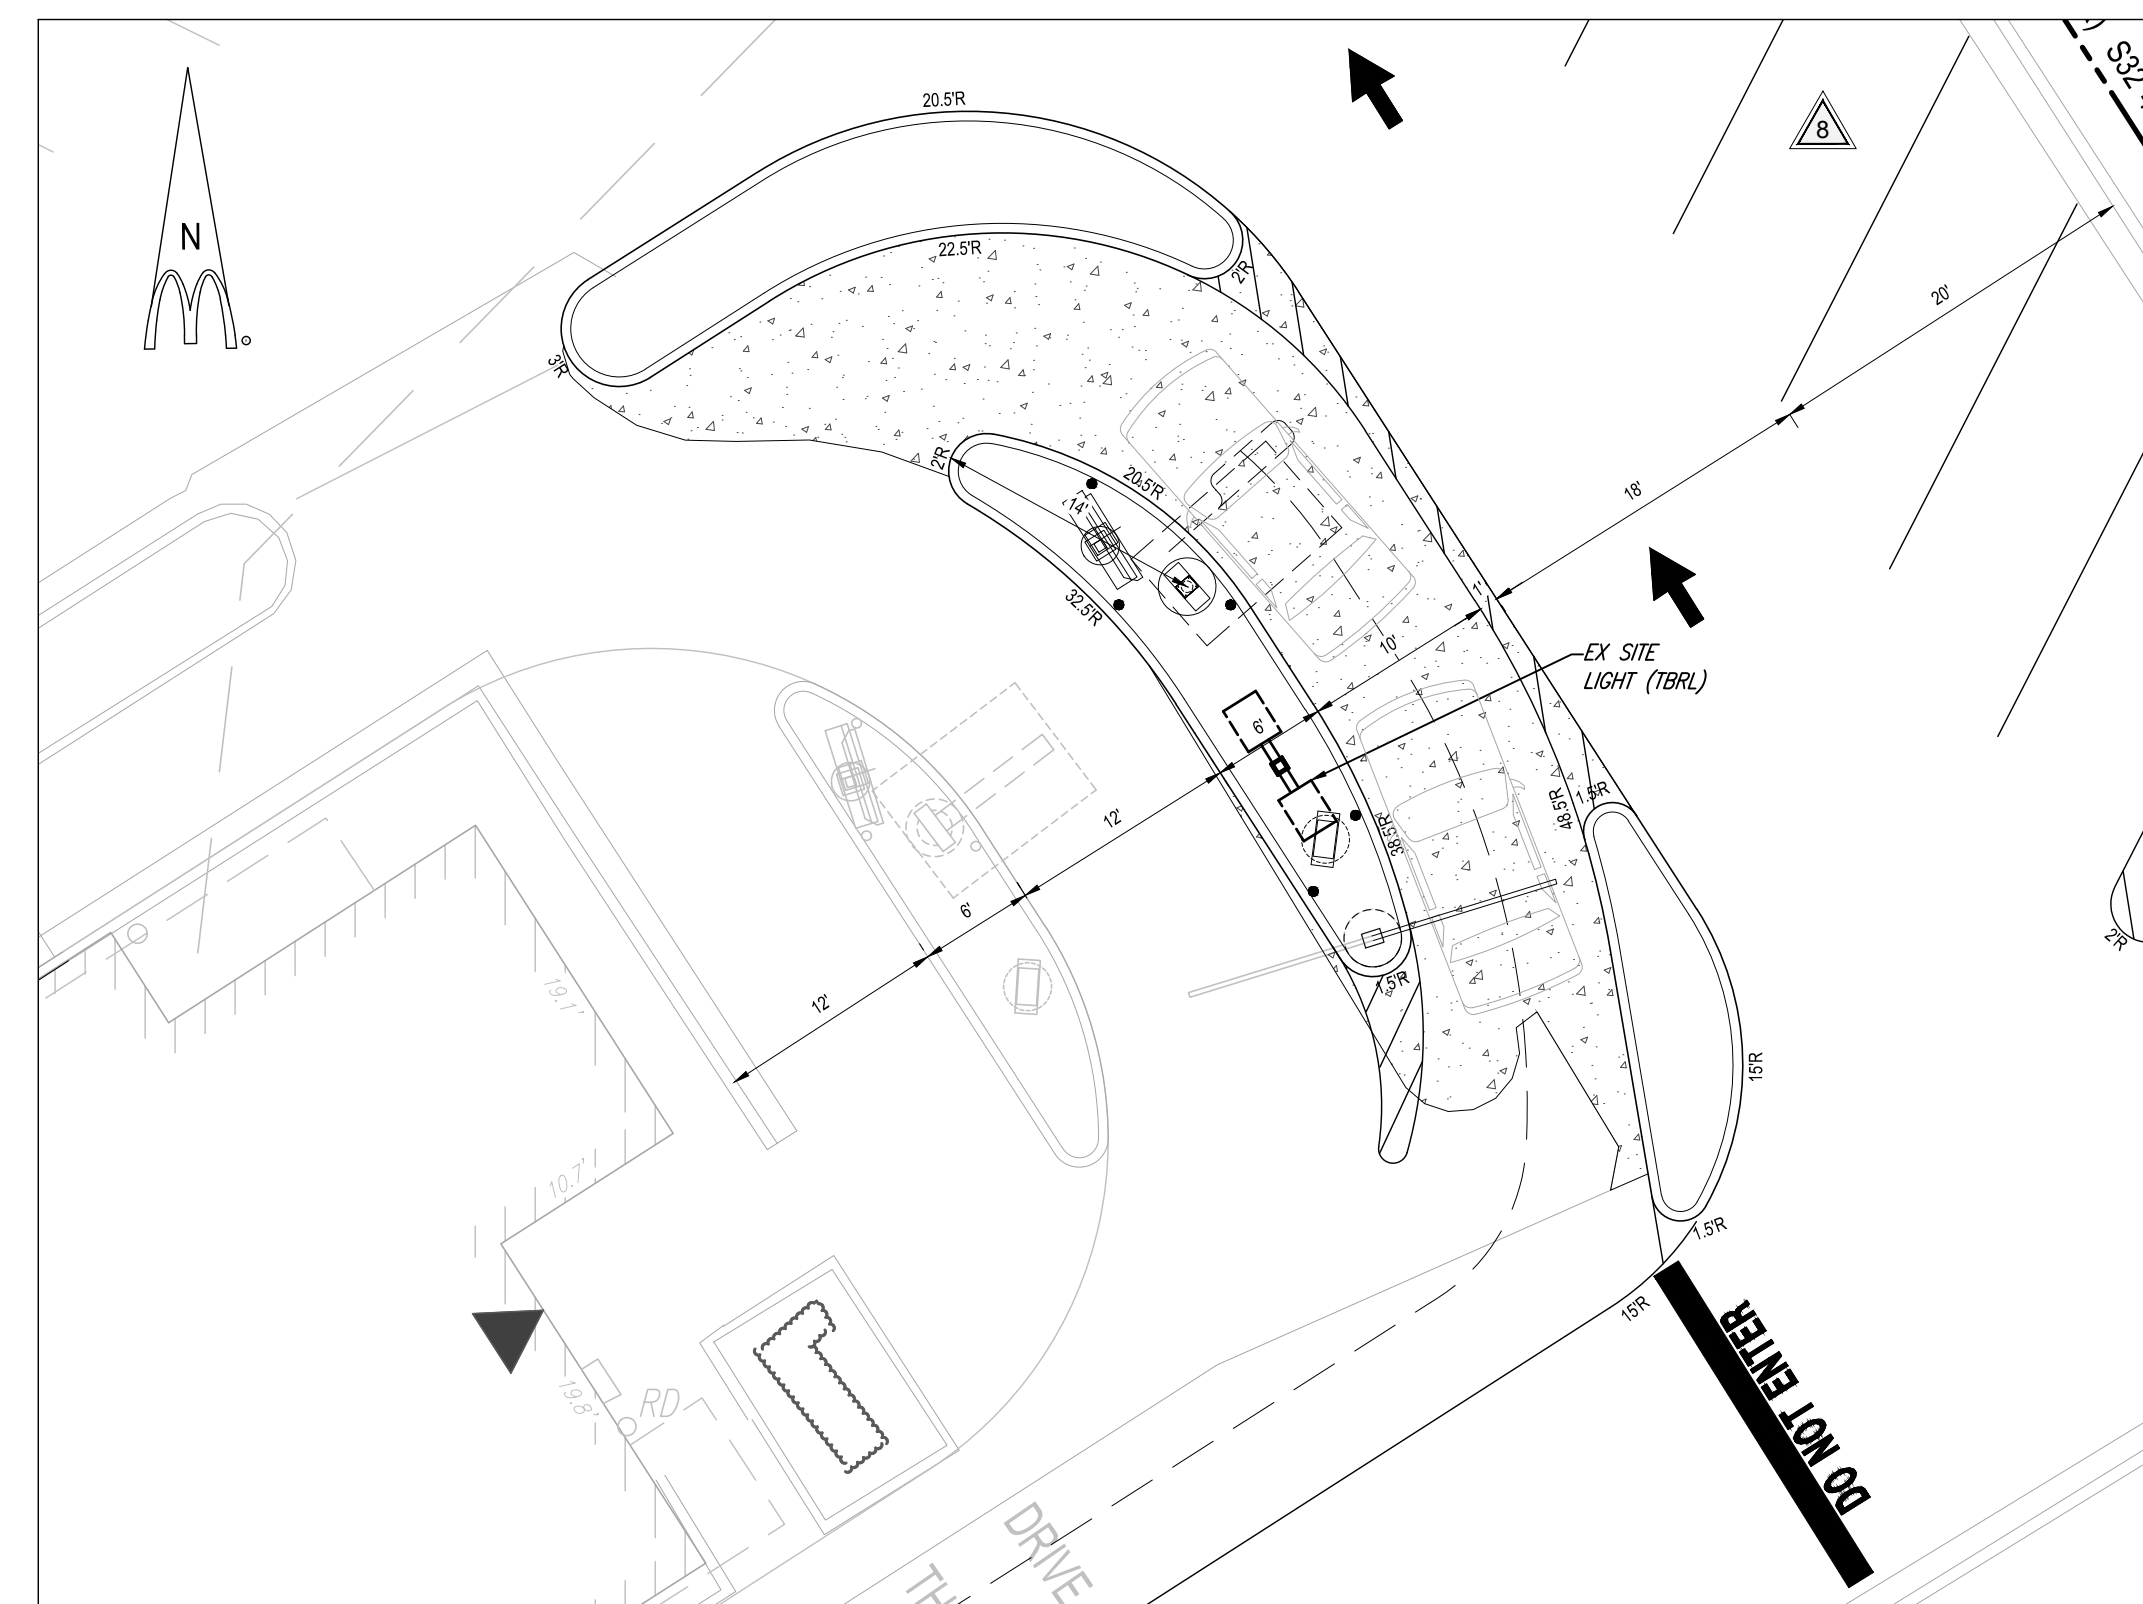 S32°
8
N
20.5'R
22.5'R
2'R
3'R
20'
2'R
14'
20.5'R
18'
1'
32.5'R
10'
EX SITE
LIGHT (TBRL)
6'
12'
1.5'R
48.5'R
38.5'R
6'
2'R
1.5'R
19.1'
12'
15'R
10.7'
1.5'R
15'R
DO NOT ENTER
19.8'
RD
DRIVE